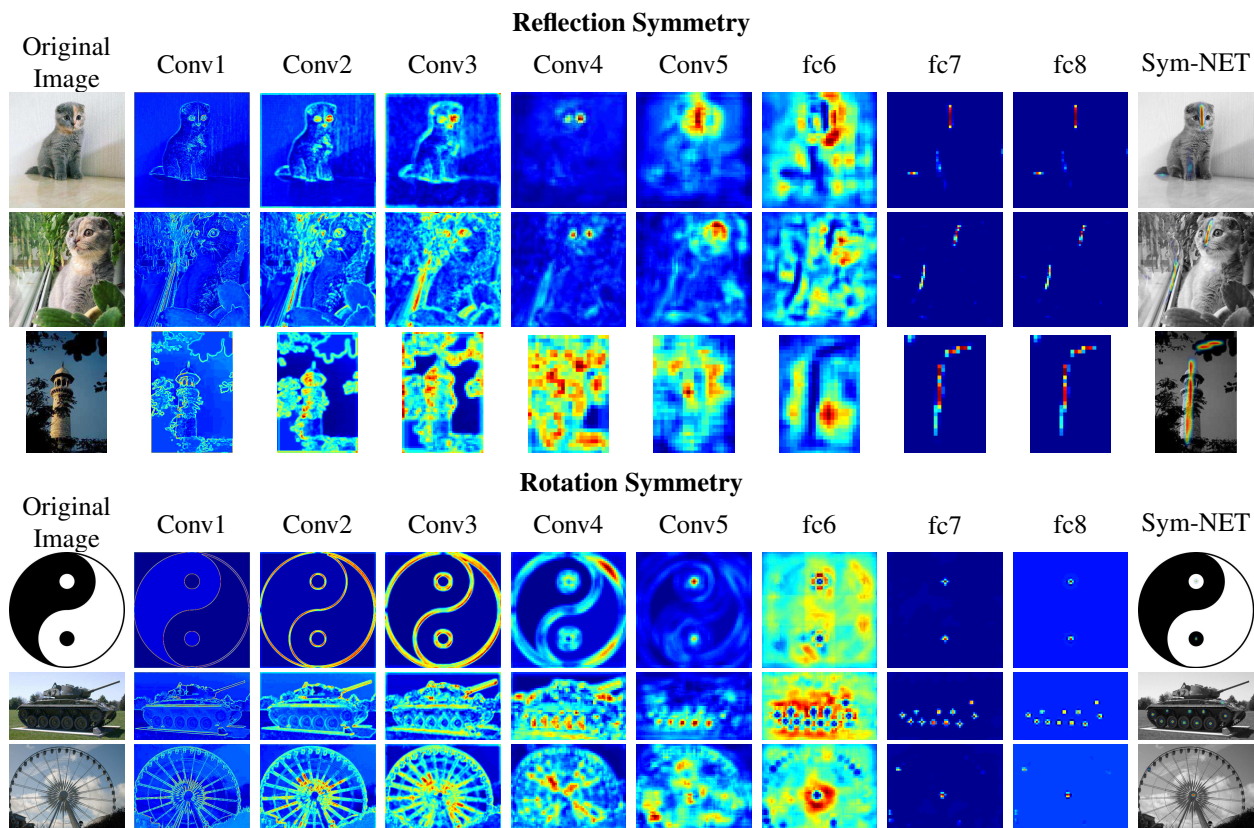 Reflection Symmetry
Original
Image
Conv1 Conv2 Conv3 Conv4 Conv5 fc6 fc7 fc8 Sym-NET
Rotation Symmetry
Original
Image
Conv1 Conv2 Conv3 Conv4 Conv5 fc6 fc7 fc8 Sym-NET